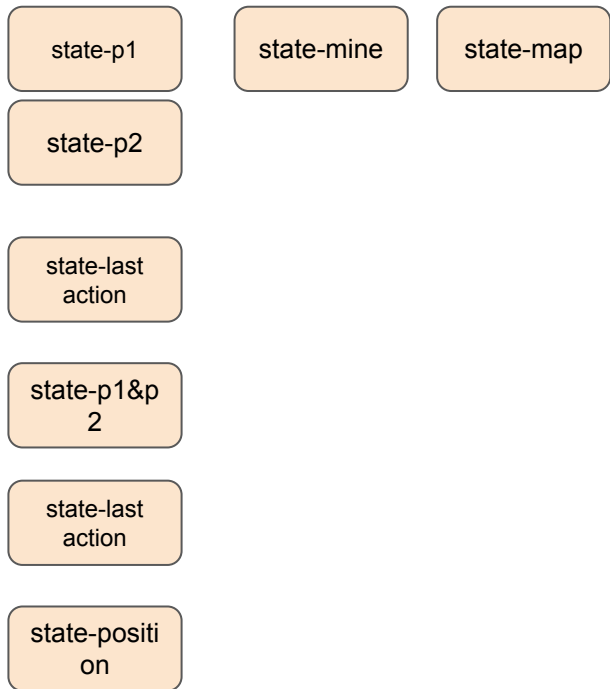 state-p1
state-mine
state-map
state-p2
state-last
action
state-p1&p
2
state-last
action
state-positi
on